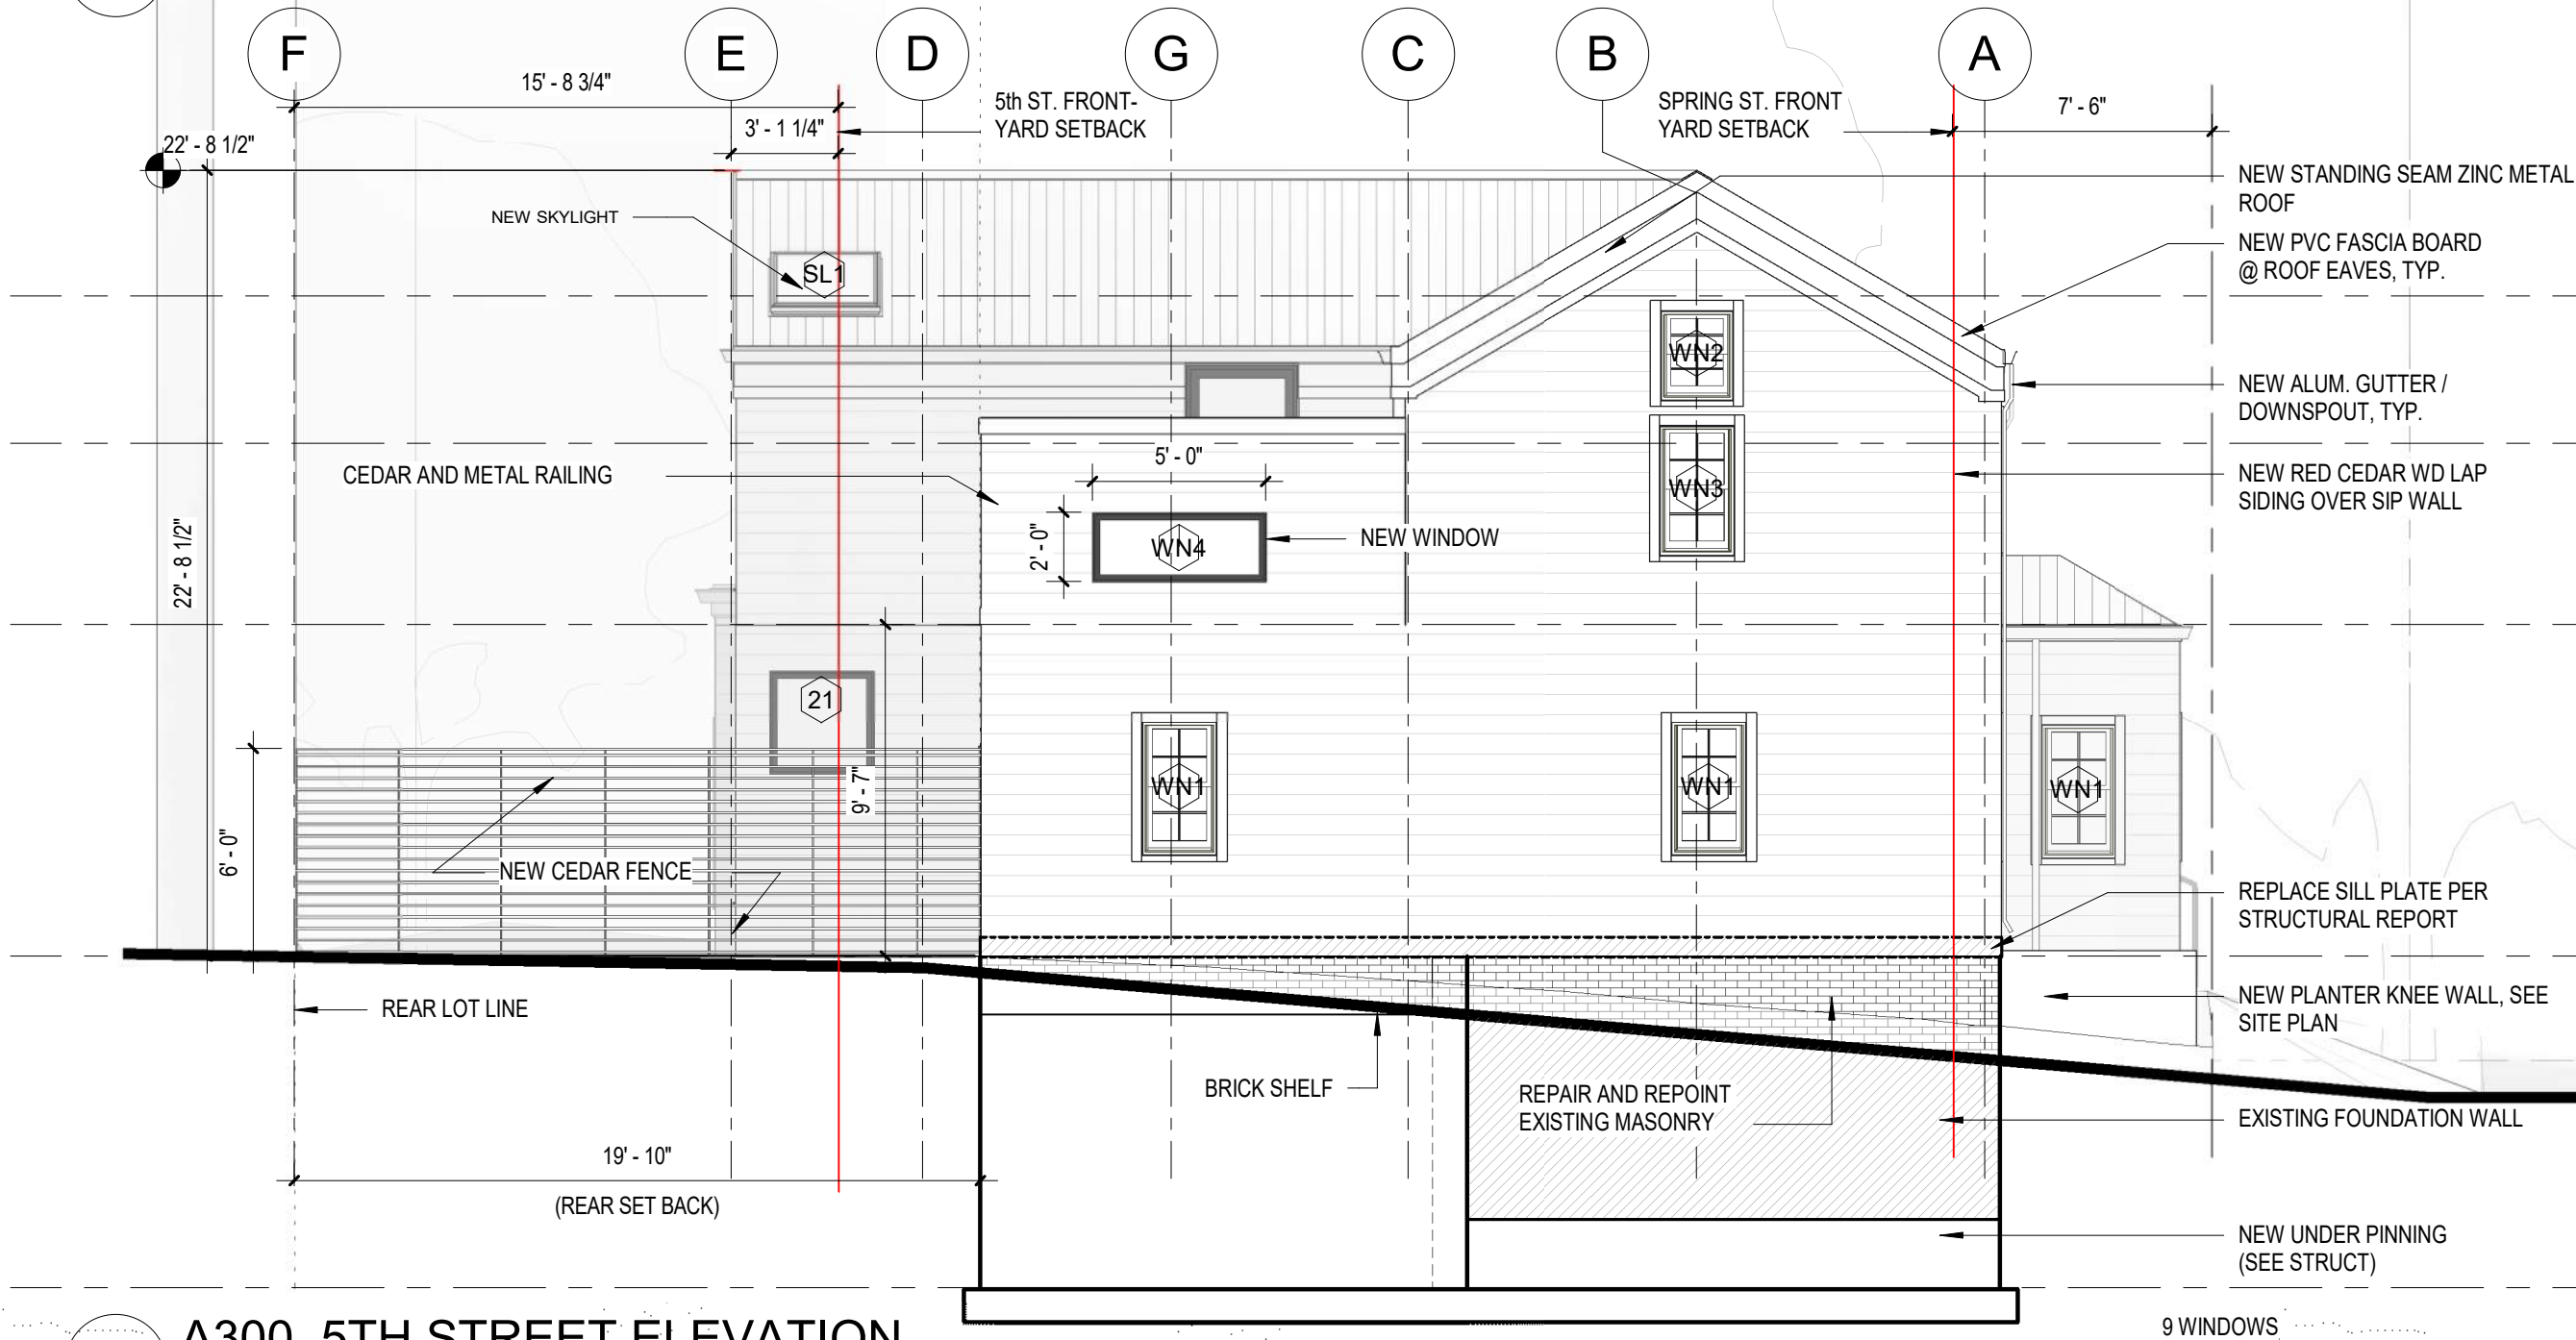 F
E
D
G
C
B
A
15' - 8 3/4"
3' - 1 1/4"
5th ST. FRONT-
YARD SETBACK
SPRING ST. FRONT
YARD SETBACK
7' - 6"
22' - 8 1/2"
NEW STANDING SEAM ZINC METAL
ROOF
NEW SKYLIGHT
NEW PVC FASCIA BOARD
@ ROOF EAVES, TYP.
SL1
WN2
NEW ALUM. GUTTER /
DOWNSPOUT, TYP.
CEDAR AND METAL RAILING
5' - 0"
WN3
NEW RED CEDAR WD LAP
SIDING OVER SIP WALL
22' - 8 1/2"
2' - 0"
WN4
NEW WINDOW
21
9' - 7"
WN1
WN1
WN1
6' - 0"
NEW CEDAR FENCE
REPLACE SILL PLATE PER
STRUCTURAL REPORT
REAR LOT LINE
NEW PLANTER KNEE WALL, SEE
SITE PLAN
BRICK SHELF
REPAIR AND REPOINT
EXISTING MASONRY
EXISTING FOUNDATION WALL
19' - 10"
(REAR SET BACK)
NEW UNDER PINNING
(SEE STRUCT)
A300 5TH STREET ELEVATION
9 WINDOWS